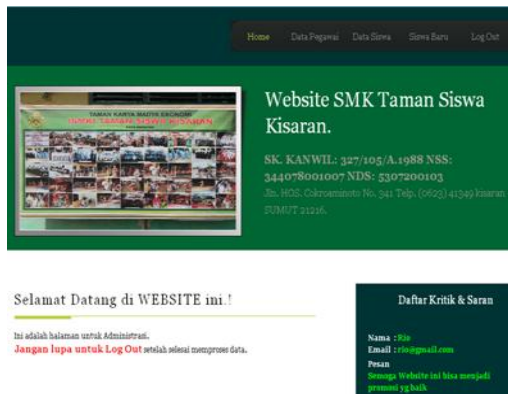 Home Data Pegawai Data Siswa Siswa Baru Log Out
TAMAN KARYA MADYA EKONOMI
(SMK) TAMAN SISWA KISARAN
Website SMK Taman Siswa
Kisaran.
SK. KANWIL: 327/105/A.1988 NSS:
344078001007 NDS: 5307200103
Jln. HOS. Cokroaminoto No. 341 Telp. (0623) 41349 kisaran
SUMUT 21216.
Selamat Datang di WEBSITE ini.!
Ini adalah halaman untuk Administrasi.
Jangan lupa untuk Log Out setelah selesai memproses data.
Daftar Kritik & Saran
Nama : Rio
Email : rio@gmail.com
Pesan
Semoga Website ini bisa menjadi
promosi yg baik